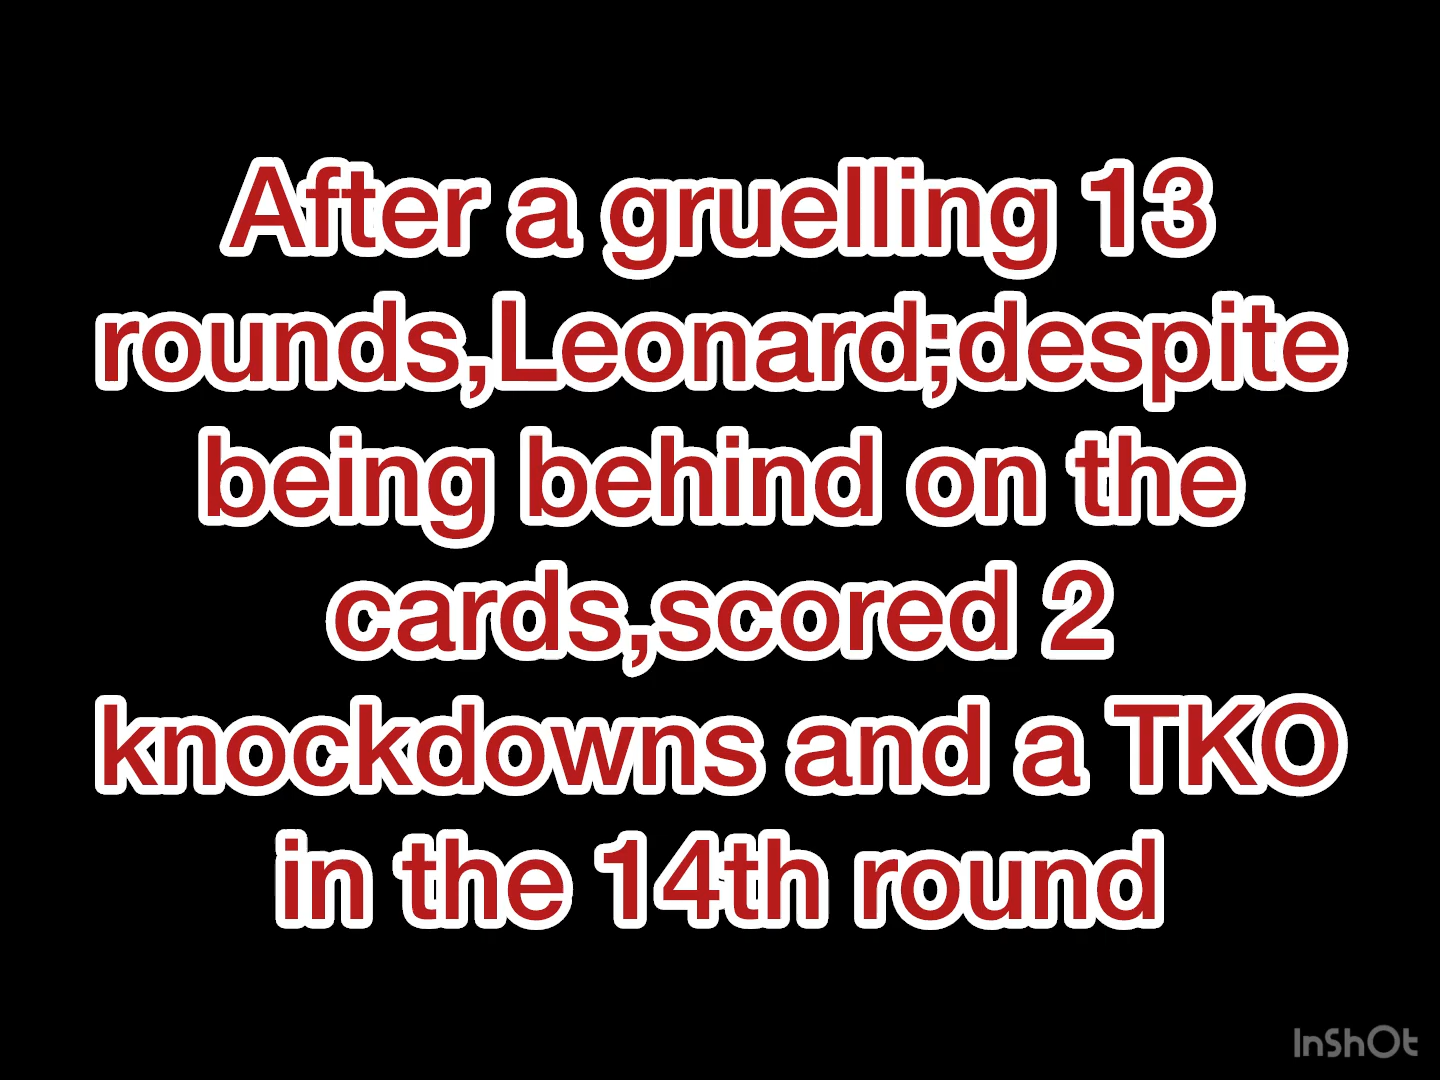 After a gruelling 13
rounds,Leonard;despite
being behind on the
cards,scored 2
knockdowns and a TKO
in the 14th round
InShOt